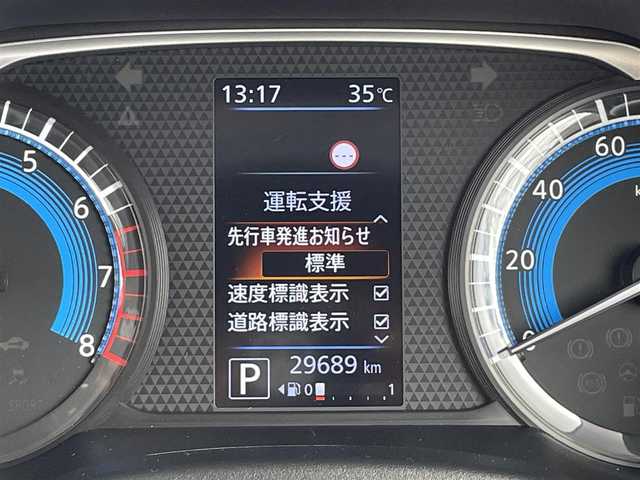 13:17 35℃
---
運転支援
先行車発進お知らせ
標準
速度標識表示
道路標識表示
P 29689 km
0 1
5
6
7
8
60
40
20
0